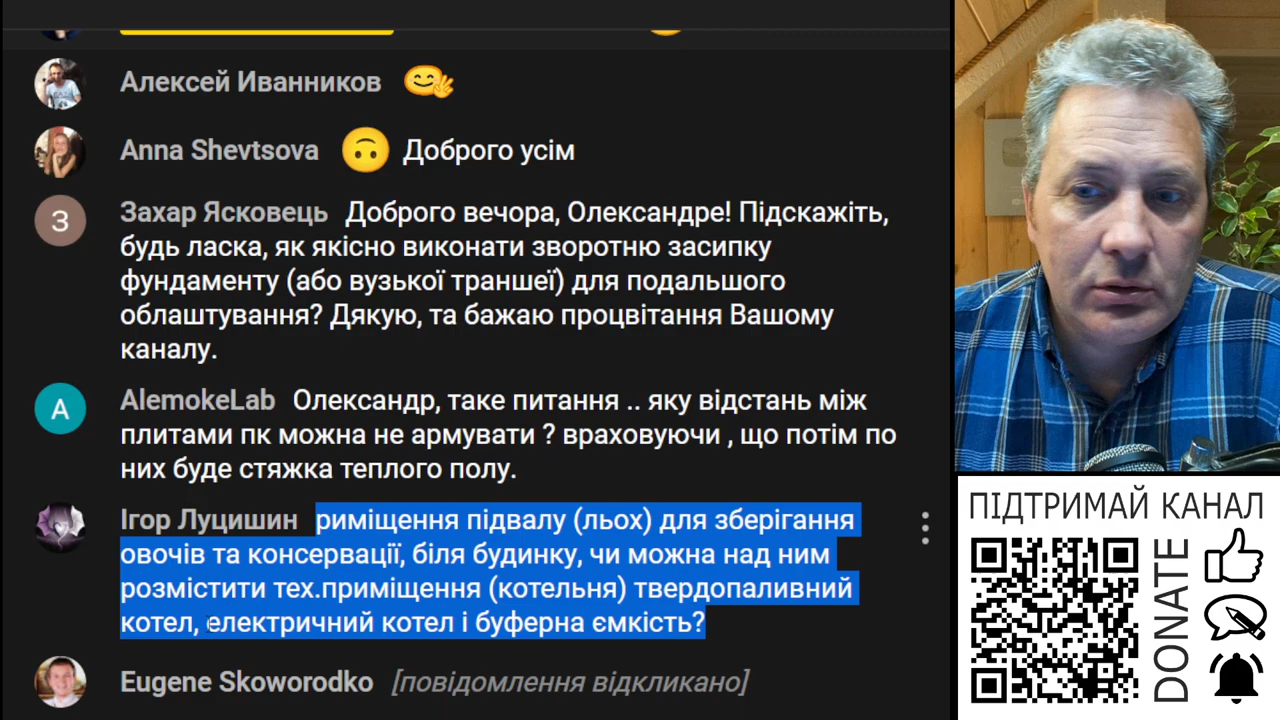 Алексей Иванников
Anna Shevtsova Доброго усім
З
Захар Ясковець Доброго вечора, Олександре! Підскажіть,
будь ласка, як якісно виконати зворотню засипку
фундаменту (або вузької траншеї) для подальшого
облаштування? Дякую, та бажаю процвітання Вашому
каналу.
A
AlemokeLab Олександр, таке питання .. яку відстань між
плитами пк можна не армувати ? враховуючи , що потім по
них буде стяжка теплого полу.
Ігор Луцишин риміщення підвалу (льох) для зберігання
овочів та консервації, біля будинку, чи можна над ним
розмістити тех.приміщення (котельня) твердопаливний
котел, електричний котел і буферна ємкість?
Eugene Skoworodko [повідомлення відкликано]
ПІДТРИМАЙ КАНАЛ
DONATE